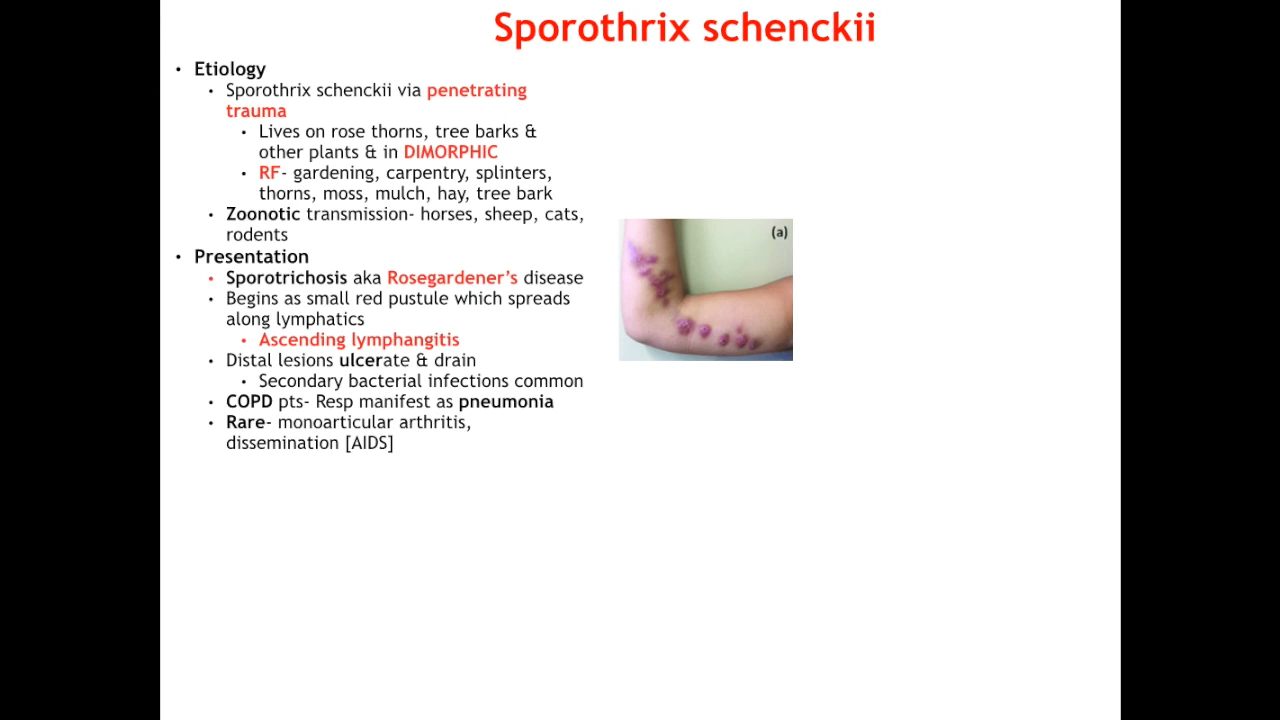 Sporothrix schenckii
• Etiology
• Sporothrix schenckii via penetrating
trauma
• Lives on rose thorns, tree barks &
other plants & in DIMORPHIC
• RF- gardening, carpentry, splinters,
thorns, moss, mulch, hay, tree bark
• Zoonotic transmission- horses, sheep, cats,
rodents
• Presentation
• Sporotrichosis aka Rosegardener's disease
• Begins as small red pustule which spreads
along lymphatics
• Ascending lymphangitis
• Distal lesions ulcerate & drain
• Secondary bacterial infections common
• COPD pts- Resp manifest as pneumonia
• Rare- monoarticular arthritis,
dissemination [AIDS]
(a)